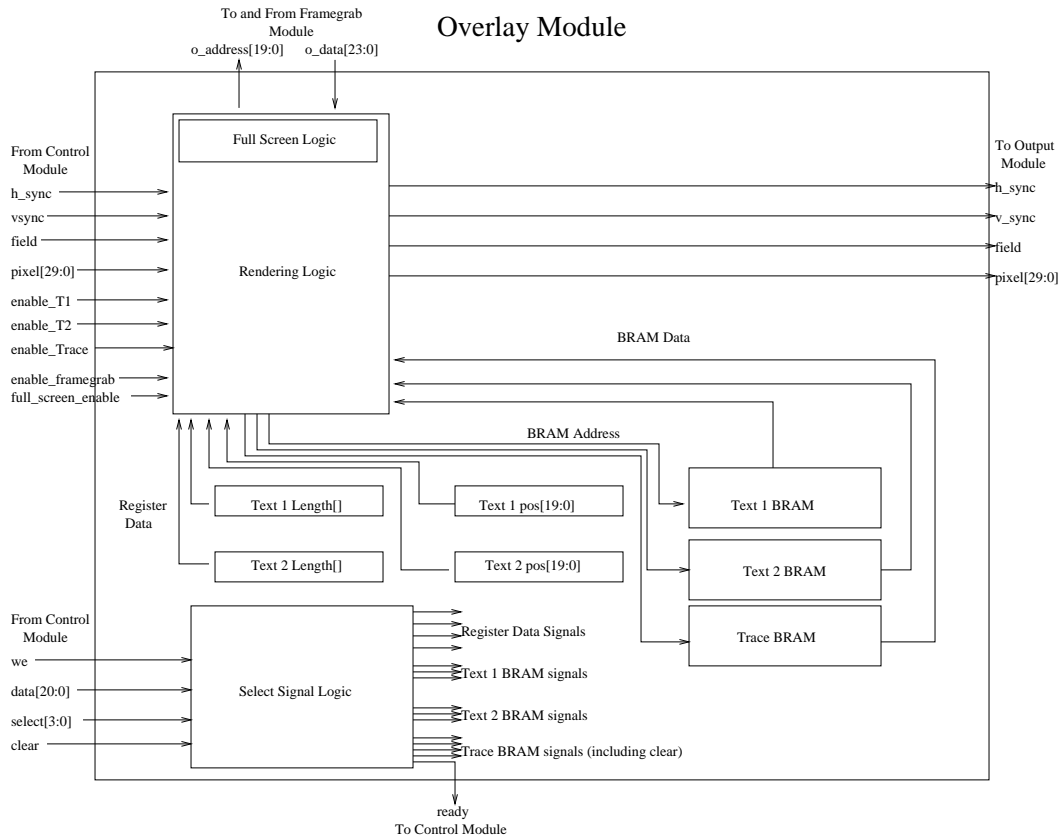 Overlay Module
To and From Framegrab
Module
o_address[19:0]
o_data[23:0]
Full Screen Logic
Rendering Logic
From Control
Module
h_sync
vsync
field
pixel[29:0]
enable_T1
enable_T2
enable_Trace
enable_framegrab
full_screen_enable
To Output
Module
h_sync
v_sync
field
pixel[29:0]
BRAM Data
BRAM Address
Register
Data
Text 1 Length[]
Text 1 pos[19:0]
Text 1 BRAM
Text 2 Length[]
Text 2 pos[19:0]
Text 2 BRAM
Trace BRAM
From Control
Module
we
data[20:0]
select[3:0]
clear
Select Signal Logic
Register Data Signals
Text 1 BRAM signals
Text 2 BRAM signals
Trace BRAM signals (including clear)
ready
To Control Module